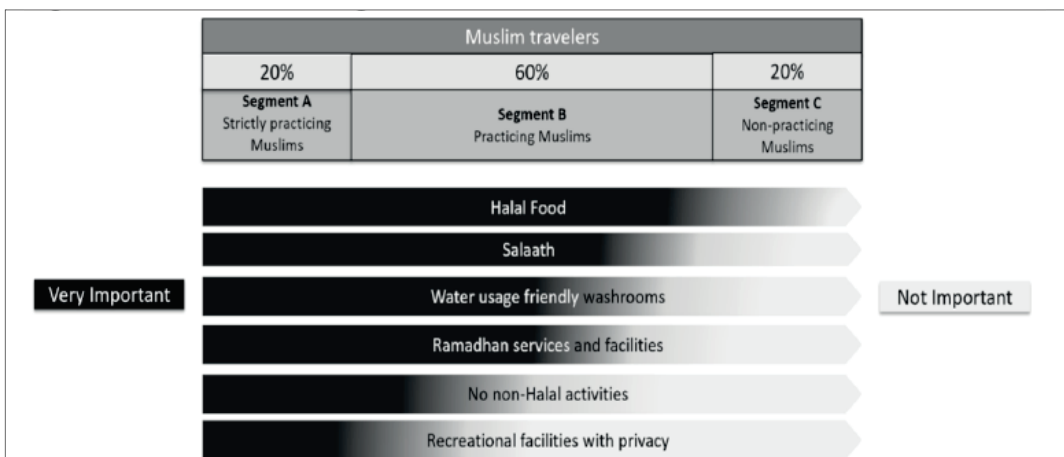 Muslim travelers
20%
60%
20%
Segment A
Strictly practicing
Muslims
Segment B
Practicing Muslims
Segment C
Non-practicing
Muslims
Halal Food
Salaath
Very Important
Water usage friendly washrooms
Not Important
Ramadhan services and facilities
No non-Halal activities
Recreational facilities with privacy